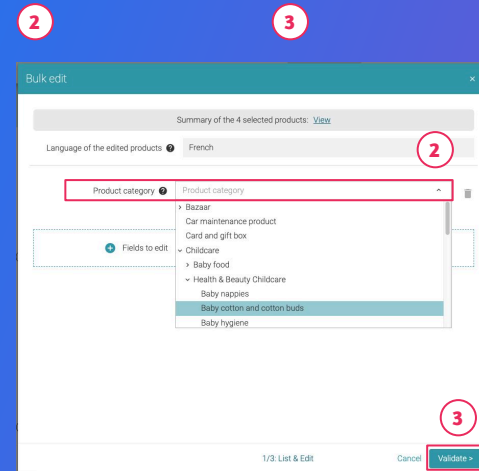 2
3
Bulk edit ×
Summary of the 4 selected products: View
Language of the edited products ? French
2
Product category ? Product category
Bazaar
Car maintenance product
Card and gift box
Fields to edit
Childcare
Baby food
Health & Beauty Childcare
Baby nappies
Baby cotton and cotton buds
Baby hygiene
3
1/3: List & Edit Cancel Validate >